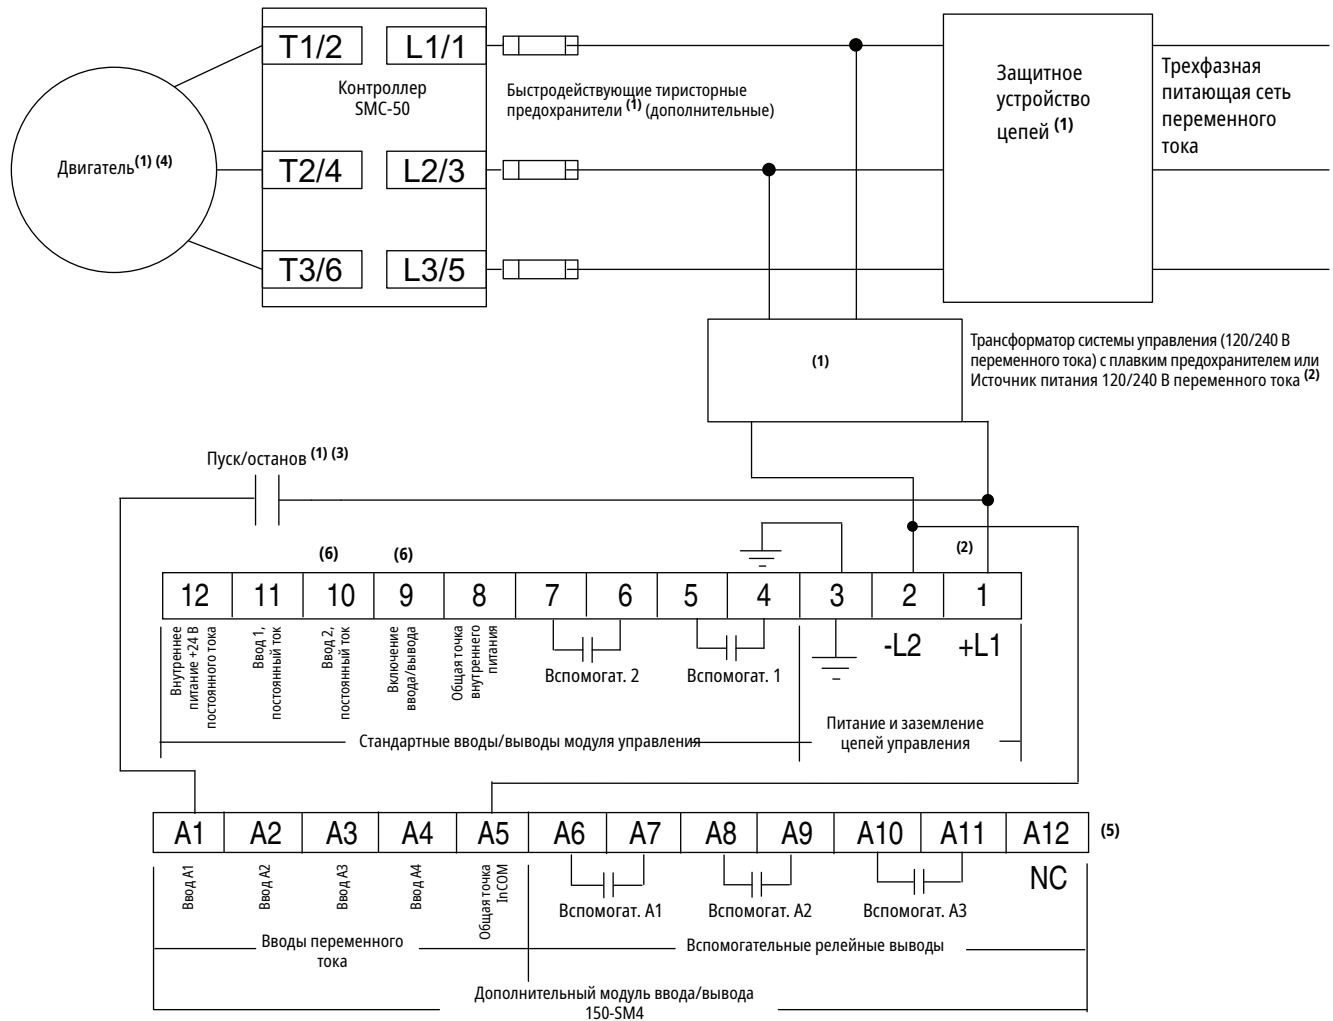 T1/2 L1/1
Контроллер
SMC-50
Быстродействующие тиристорные
предохранители (1) (дополнительные)
Защитное
устройство
цепей (1)
Трехфазная
питающая сеть
переменного
тока
Двигатель(1) (4)
T2/4 L2/3
T3/6 L3/5
(1)
Трансформатор системы управления (120/240 В
переменного тока) с плавким предохранителем или
Источник питания 120/240 В переменного тока (2)
Пуск/останов (1) (3)
(6) (6) (2)
12 11 10 9 8 7 6 5 4 3 2 1
Внутреннее
питание +24 В
постоянного тока
Ввод 1,
постоянный ток
Ввод 2,
постоянный ток
Включение
ввода/вывода
Общая точка
внутреннего
питания
Вспомогат. 2
Вспомогат. 1
-L2 +L1
Стандартные вводы/выводы модуля управления
Питание и заземление
цепей управления
A1 A2 A3 A4 A5 A6 A7 A8 A9 A10 A11 A12 (5)
Ввод A1
Ввод A2
Ввод A3
Ввод A4
Общая точка
InCOM
Вспомогат. A1
Вспомогат. A2
Вспомогат. A3
NC
Вводы переменного
тока
Вспомогательные релейные выводы
Дополнительный модуль ввода/вывода
150-SM4